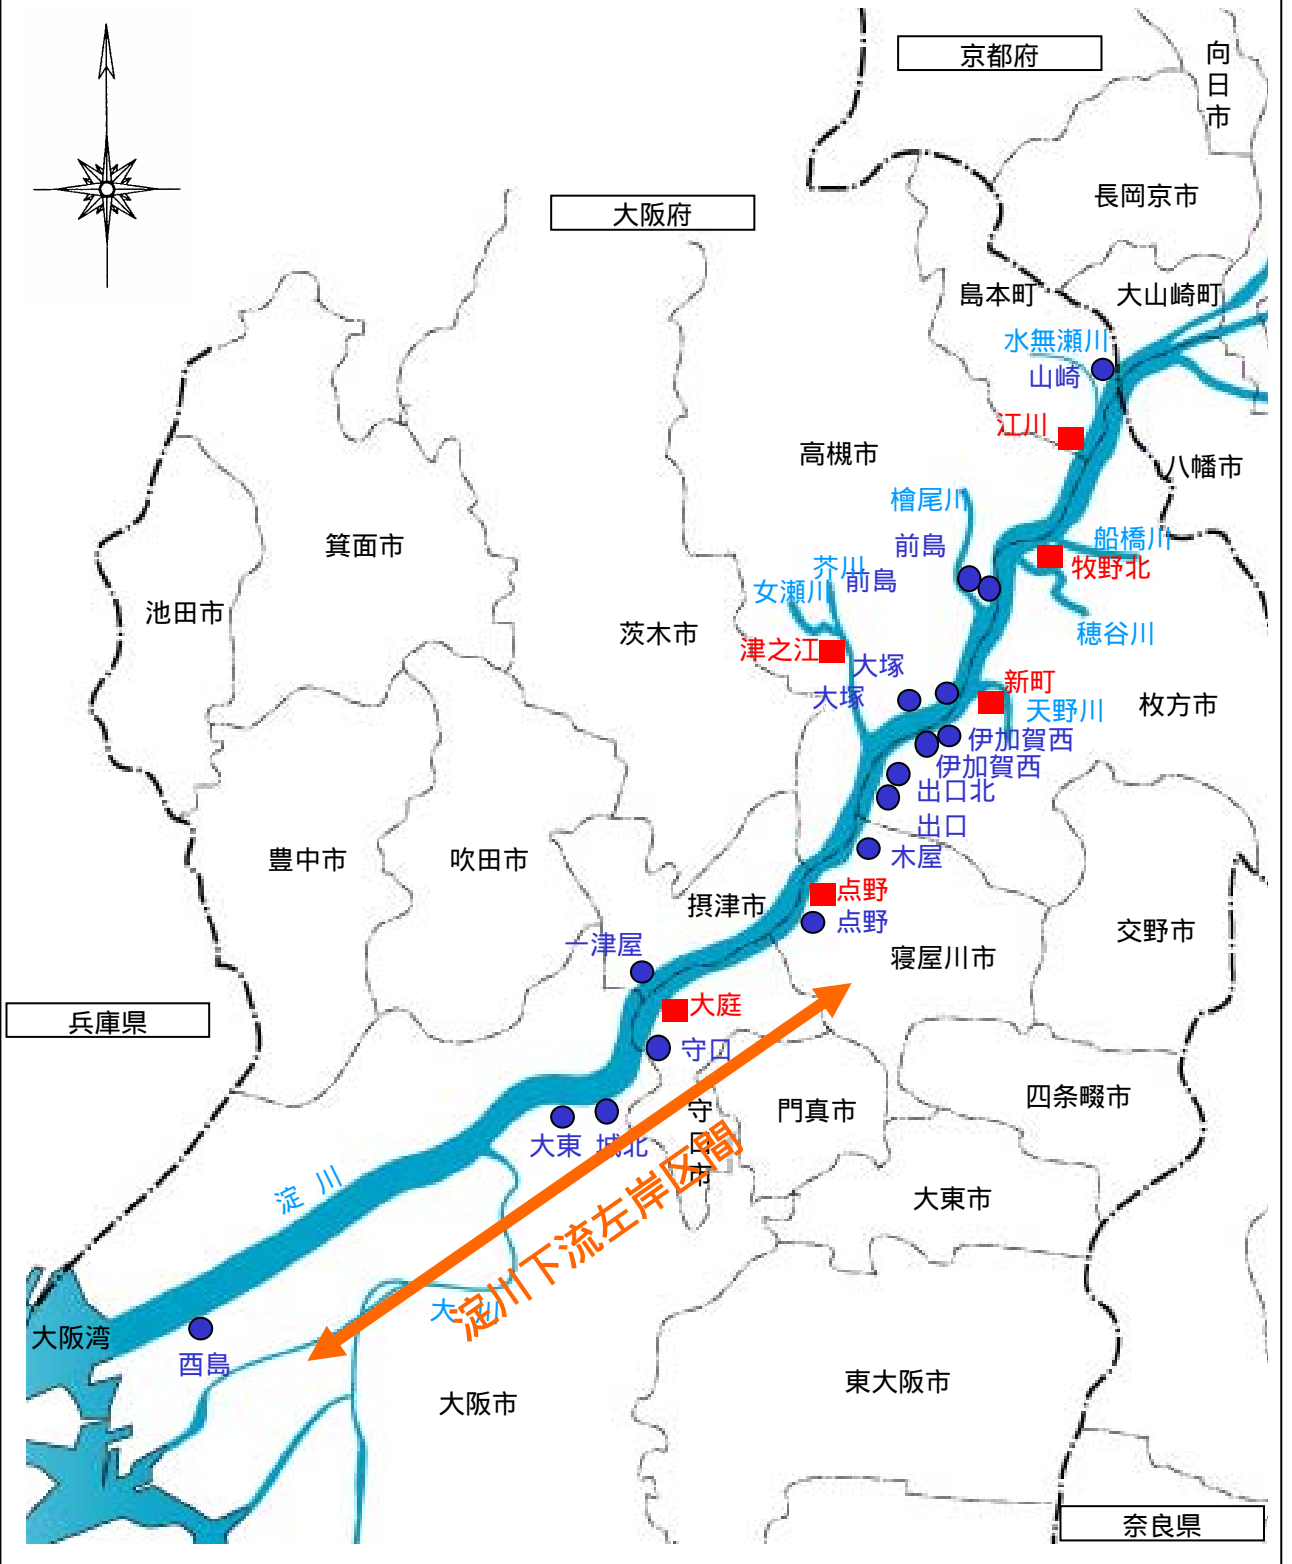 京都府
向日市
長岡京市
大阪府
島本町
大山崎町
水無瀬川
山崎
江川
高槻市
八幡市
檜尾川
船橋川
前島
箕面市
牧野北
芥川
前島
女瀬川
池田市
茨木市
穂谷川
津之江
大塚
新町
大塚
天野川
枚方市
伊加賀西
伊加賀西
出口北
出口
木屋
豊中市
吹田市
点野
摂津市
点野
交野市
一津屋
寝屋川市
大庭
兵庫県
守口
四条畷市
守口市
門真市
大東
城北
淀川
大東市
淀川下流左岸区間
大川
大阪湾
酉島
東大阪市
大阪市
奈良県